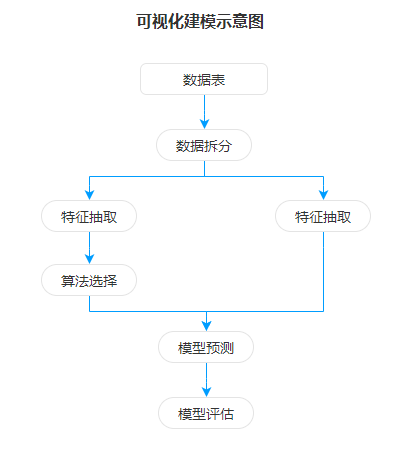 可视化建模示意图
数据表
数据拆分
特征抽取
特征抽取
算法选择
模型预测
模型评估